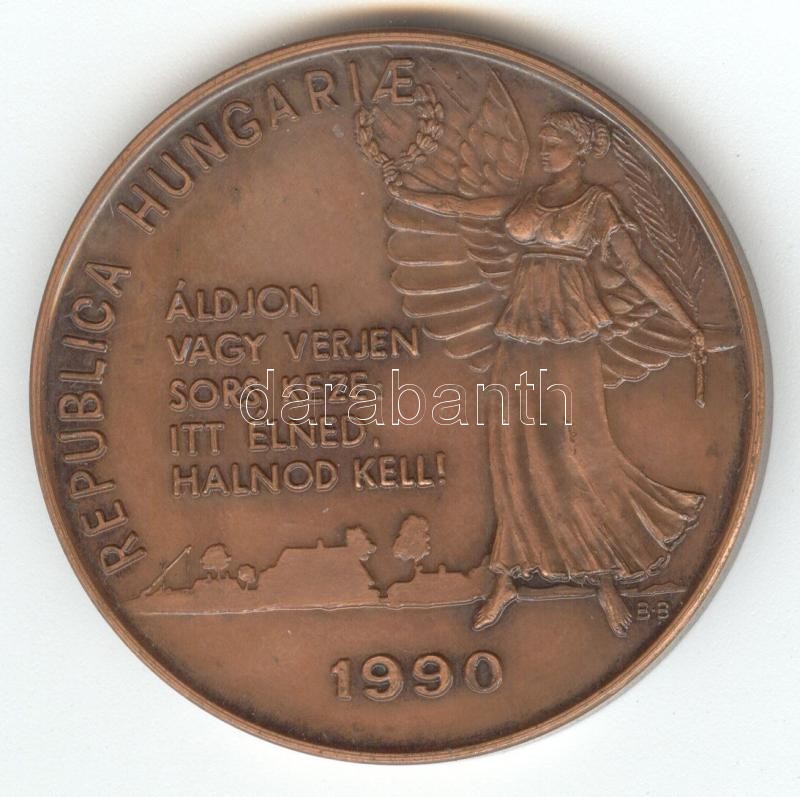 REPUBLICA HUNGARIÆ
ÁLDJON
VAGY VERJEN
SORS KEZE:
ITT ÉLNED,
HALNOD KELL!
B·B
1990
darabanth